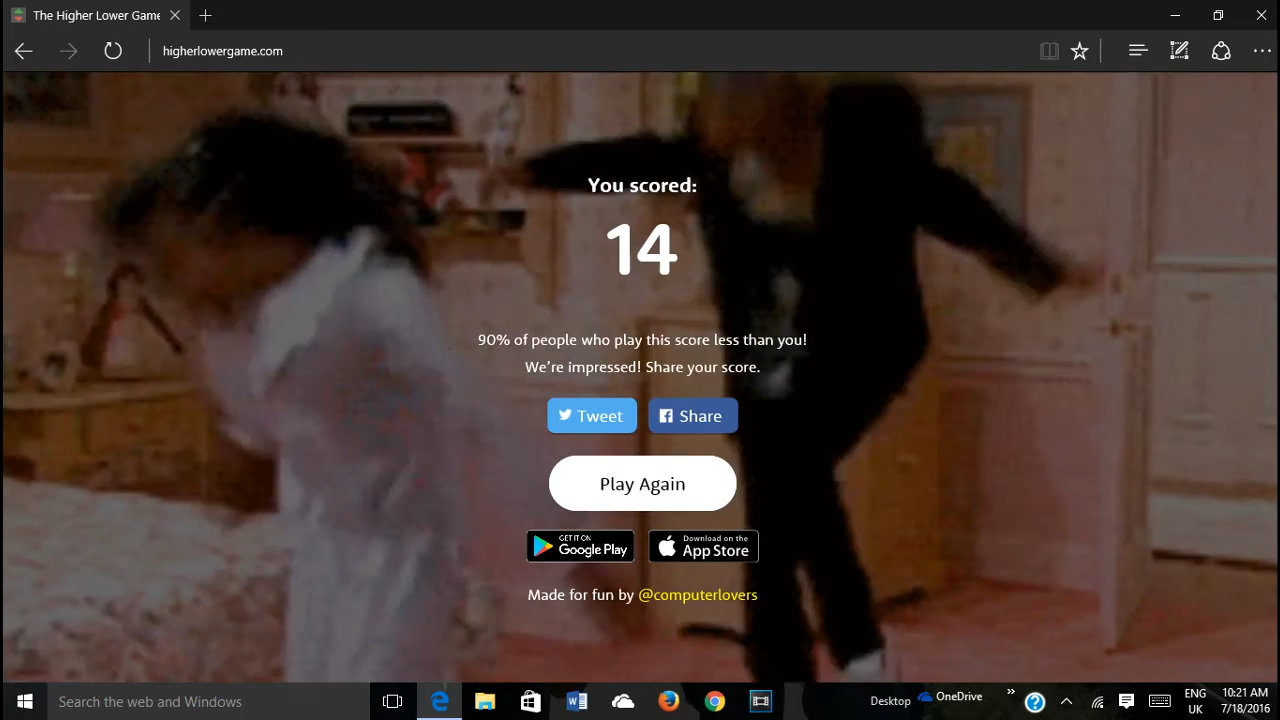 The Higher Lower Game
higherlowergame.com
You scored:
14
90% of people who play this score less than you!
We're impressed! Share your score.
Tweet
Share
Play Again
GET IT ON
Google Play
Download on the
App Store
Made for fun by @computerlovers
Search the web and Windows
Desktop
OneDrive
ENG
UK
10:21 AM
7/18/2016